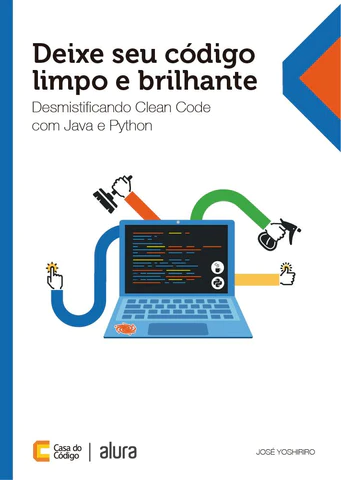 Deixe seu código
limpo e brilhante
Desmistificando Clean Code
com Java e Python
Casa do
Código
alura
JOSÉ YOSHIRIRO